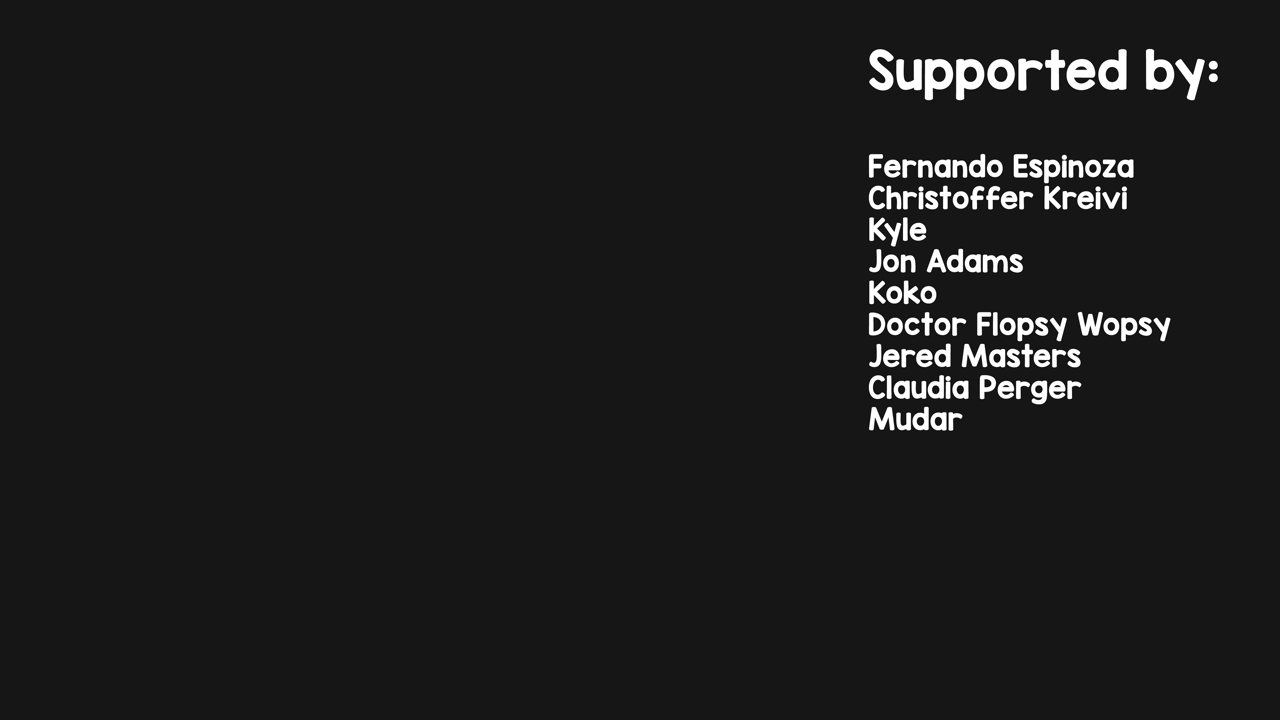 Supported by:
Fernando Espinoza
Christoffer Kreivi
Kyle
Jon Adams
Koko
Doctor Flopsy Wopsy
Jered Masters
Claudia Perger
Mudar